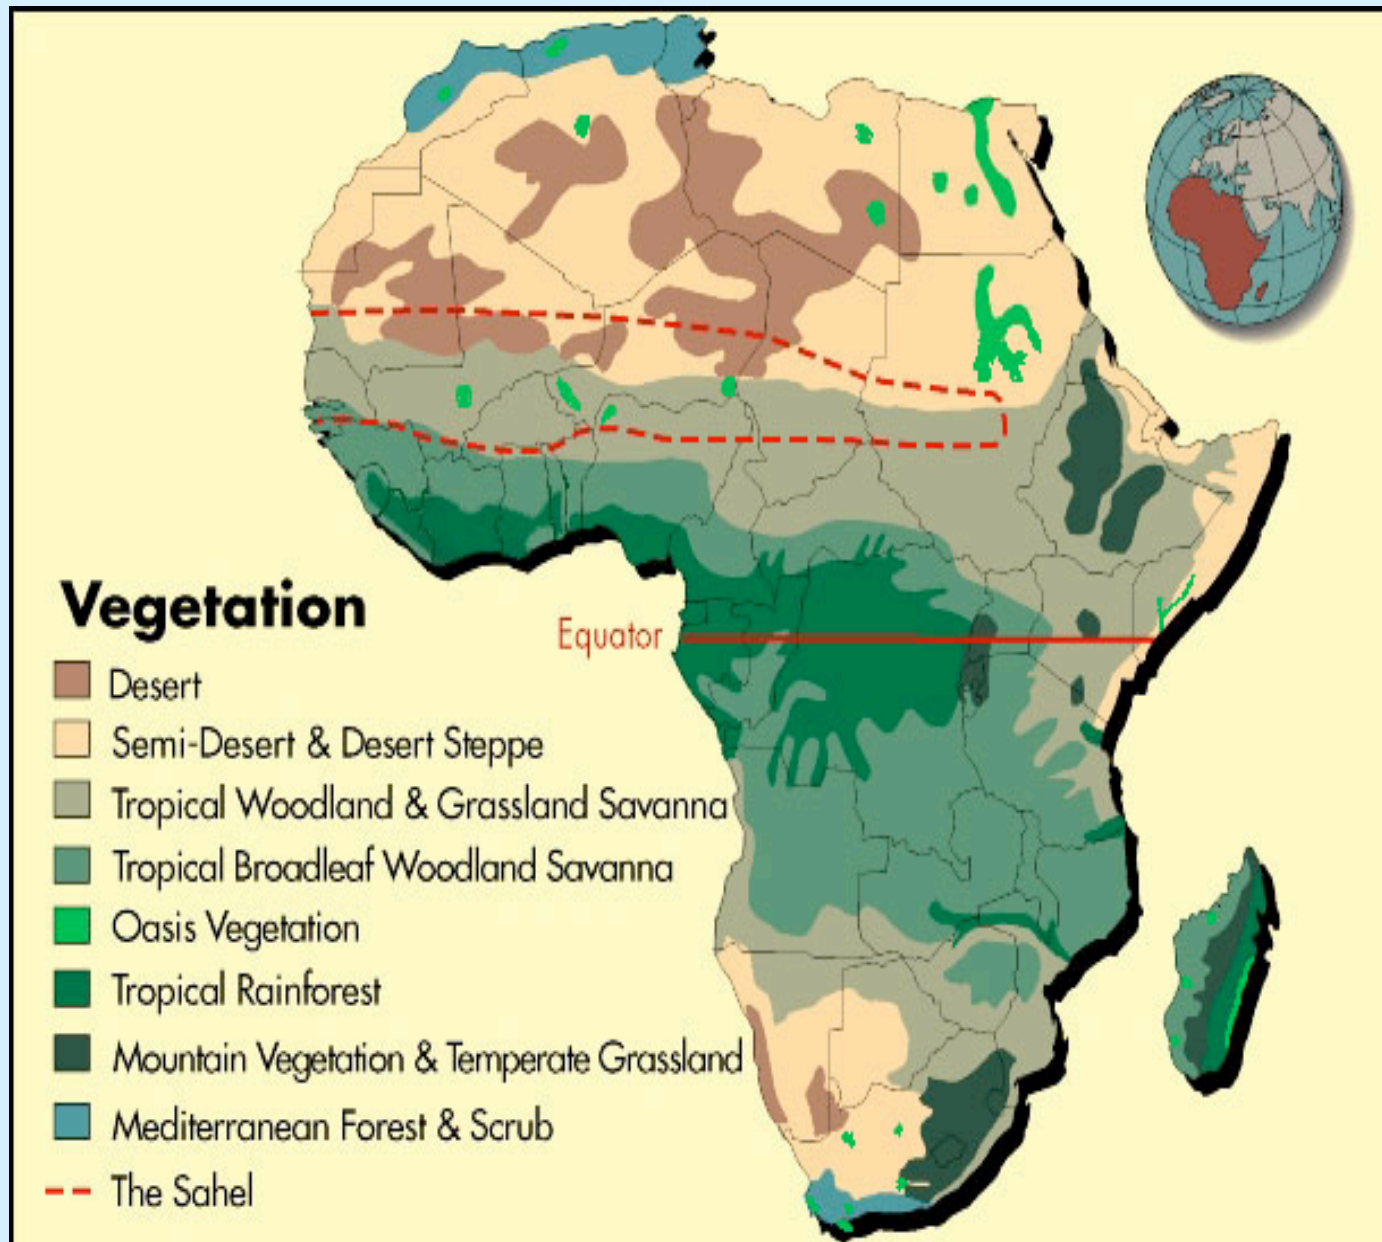 Equator
Vegetation
Desert
Semi-Desert & Desert Steppe
Tropical Woodland & Grassland Savanna
Tropical Broadleaf Woodland Savanna
Oasis Vegetation
Tropical Rainforest
Mountain Vegetation & Temperate Grassland
Mediterranean Forest & Scrub
The Sahel